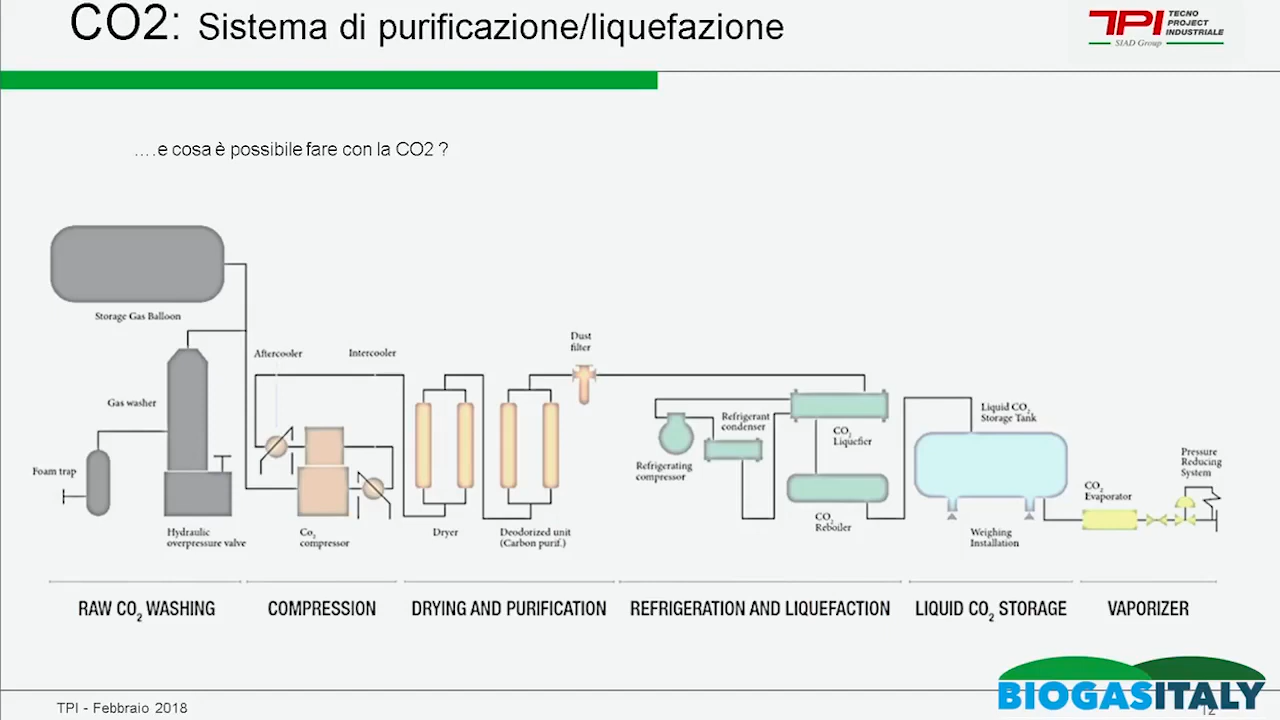 CO2: Sistema di purificazione/liquefazione
TPI
TECNO
PROJECT
INDUSTRIALE
SIAD Group
....e cosa è possibile fare con la CO2 ?
Storage Gas Balloon
Gas washer
Foam trap
Hydraulic
overpressure valve
Aftercooler
Intercooler
Co2
compressor
Dryer
Deodorized unit
(Carbon purif.)
Dust
filter
Refrigerating
compressor
Refrigerant
condenser
CO2
Liquefier
CO2
Reboiler
Liquid CO2
Storage Tank
Weighing
Installation
CO2
Evaporator
Pressure
Reducing
System
RAW CO2 WASHING
COMPRESSION
DRYING AND PURIFICATION
REFRIGERATION AND LIQUEFACTION
LIQUID CO2 STORAGE
VAPORIZER
TPI - Febbraio 2018
BIOGASITALY
12